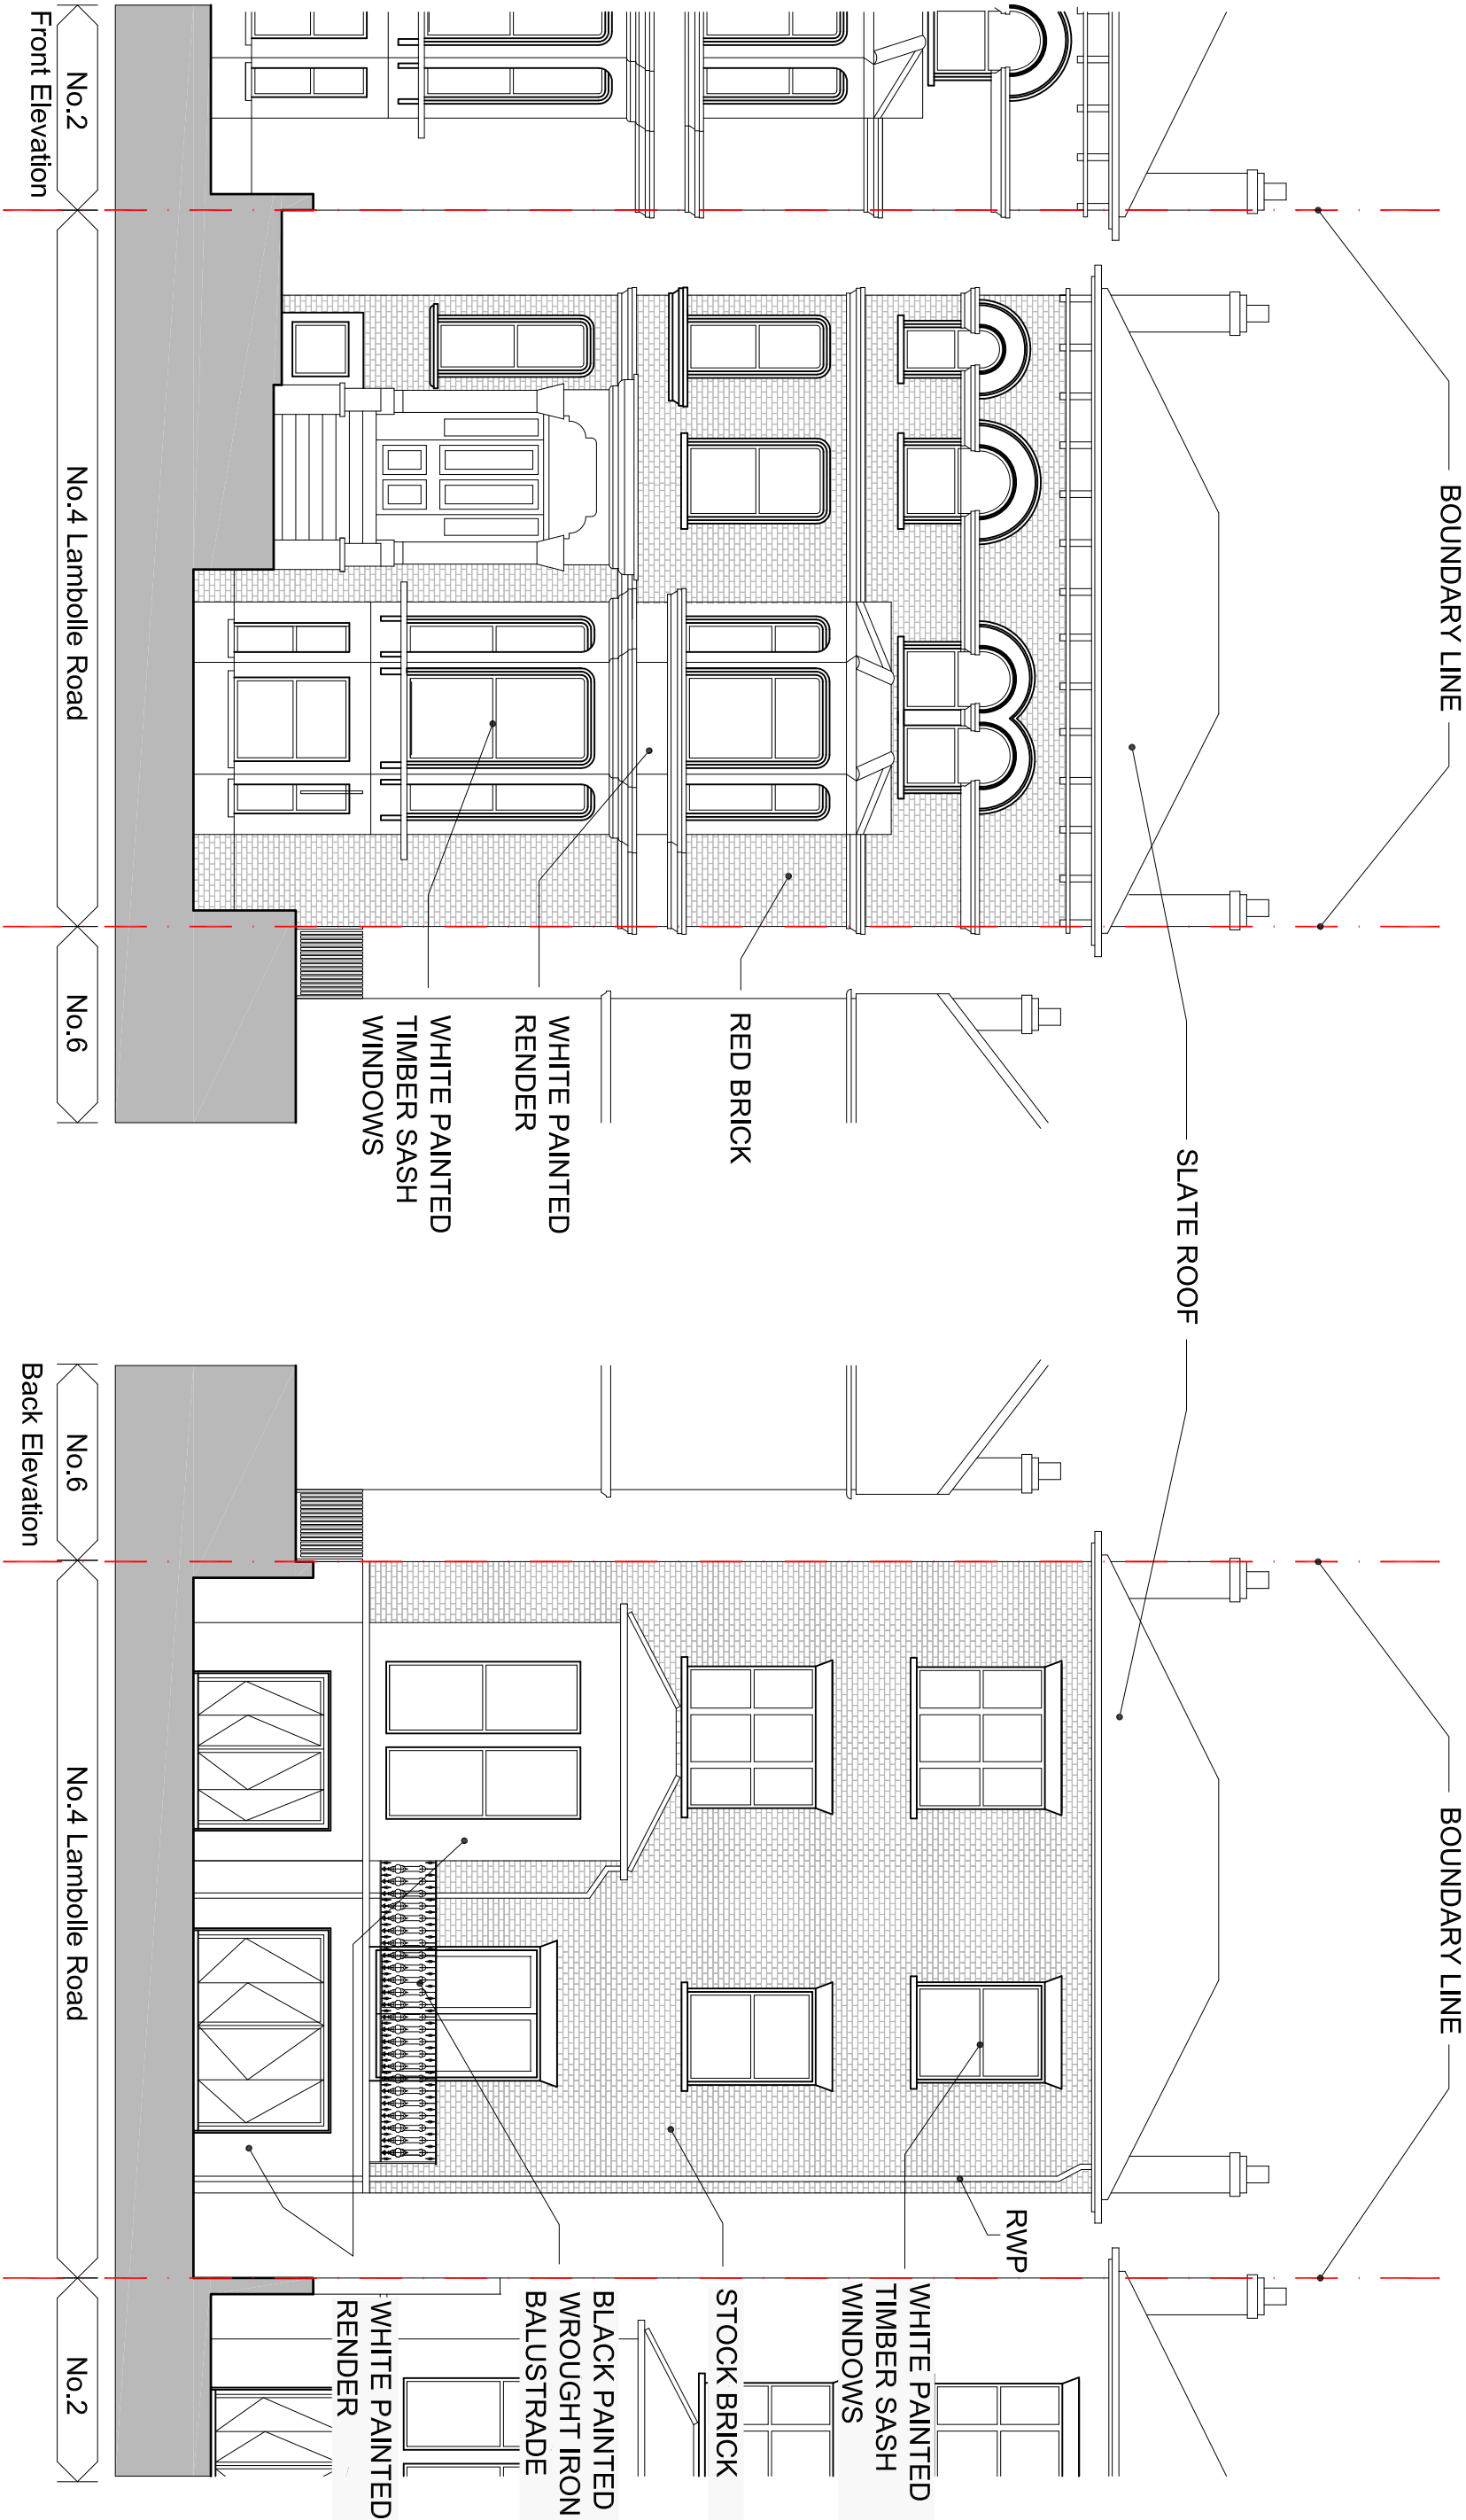 BOUNDARY LINE
BOUNDARY LINE
SLATE ROOF
RED BRICK
WHITE PAINTED
RENDER
WHITE PAINTED
TIMBER SASH
WINDOWS
RWP
WHITE PAINTED
TIMBER SASH
WINDOWS
STOCK BRICK
BLACK PAINTED
WROUGHT IRON
BALUSTRADE
WHITE PAINTED
RENDER
No.2
No.4 Lambolle Road
No.6
No.6
No.4 Lambolle Road
No.2
Front Elevation
Back Elevation